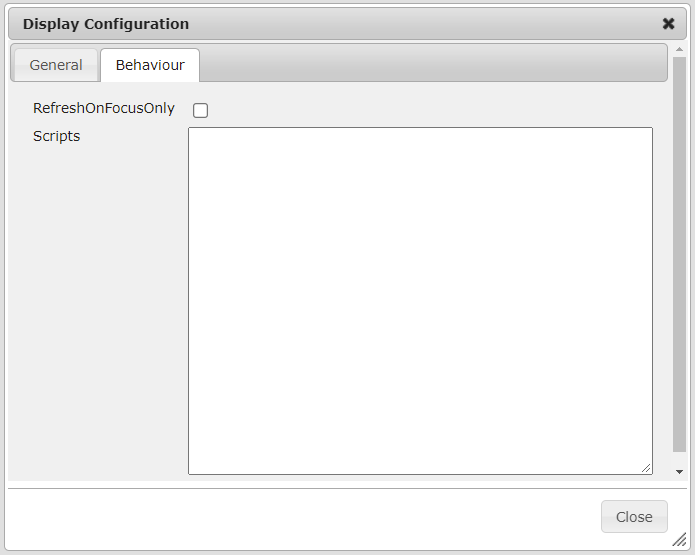 Display Configuration
General Behaviour
RefreshOnFocusOnly
Scripts
Close